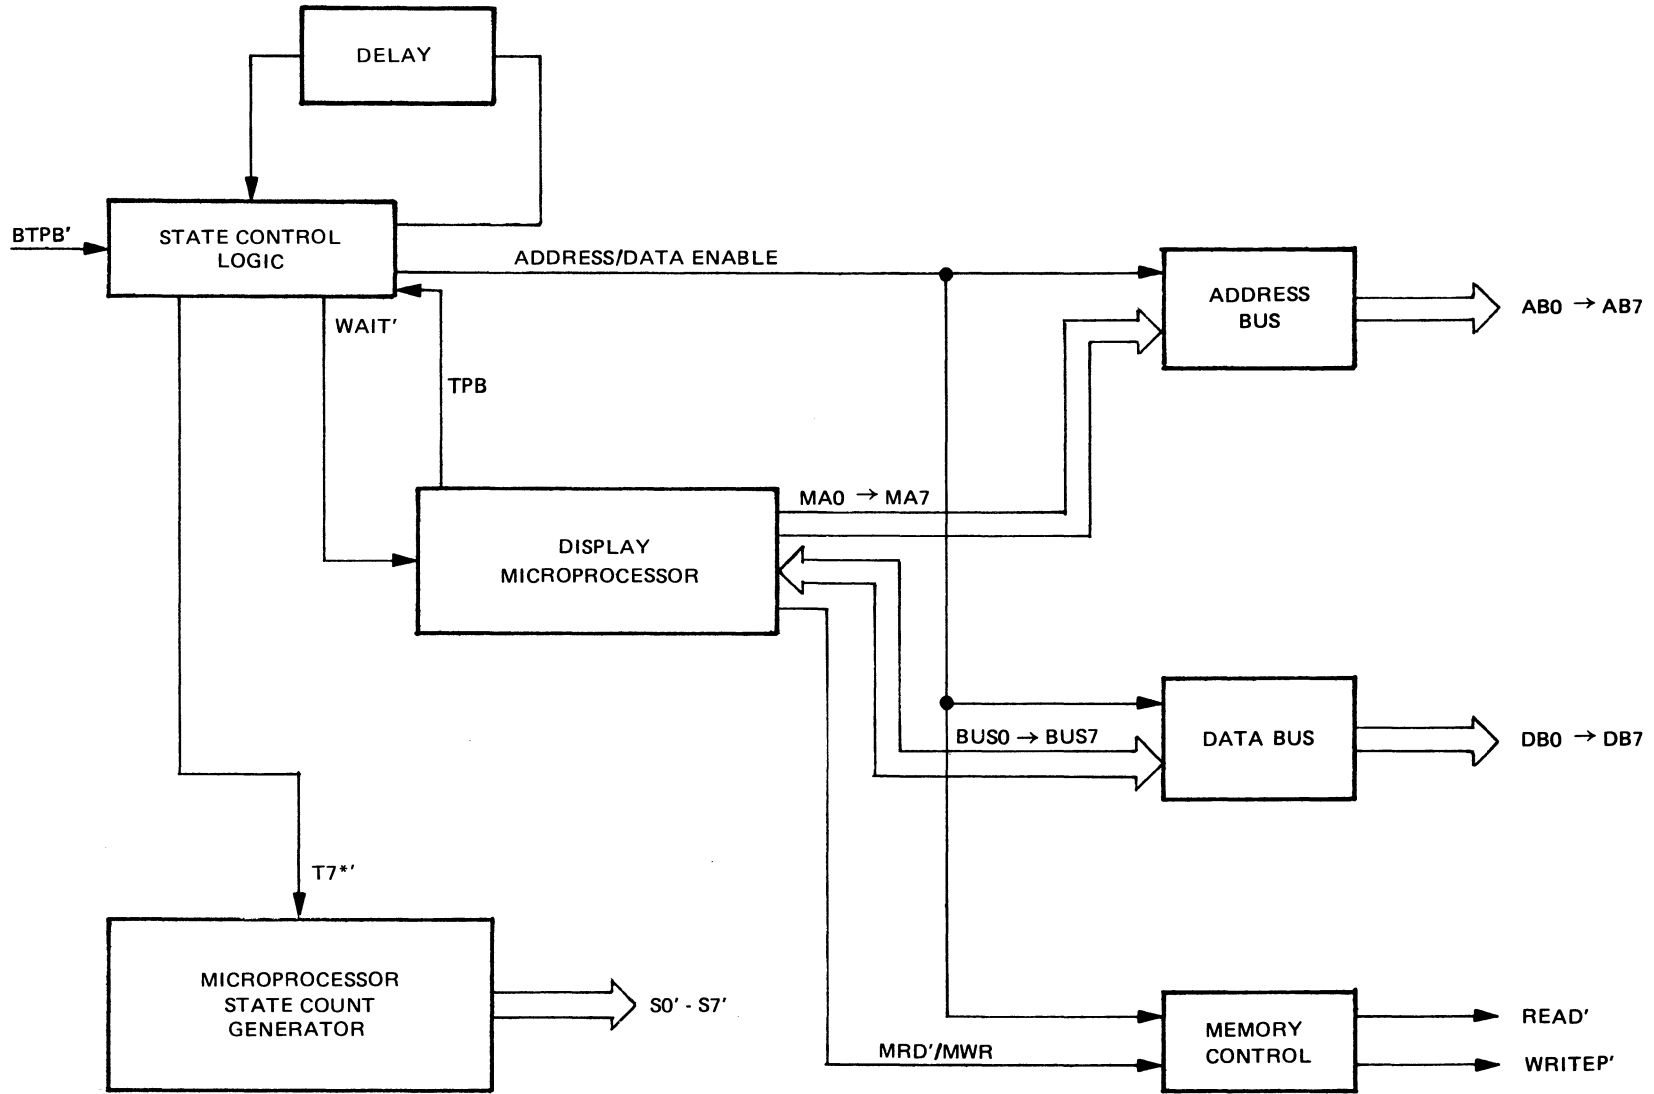 DELAY
BTPB′
STATE CONTROL
LOGIC
ADDRESS/DATA ENABLE
ADDRESS
BUS
AB0 → AB7
WAIT′
TPB
MA0 → MA7
DISPLAY
MICROPROCESSOR
BUS0 → BUS7
DATA BUS
DB0 → DB7
T7*′
MICROPROCESSOR
STATE COUNT
GENERATOR
S0′ - S7′
MRD′/MWR
MEMORY
CONTROL
READ′
WRITEP′